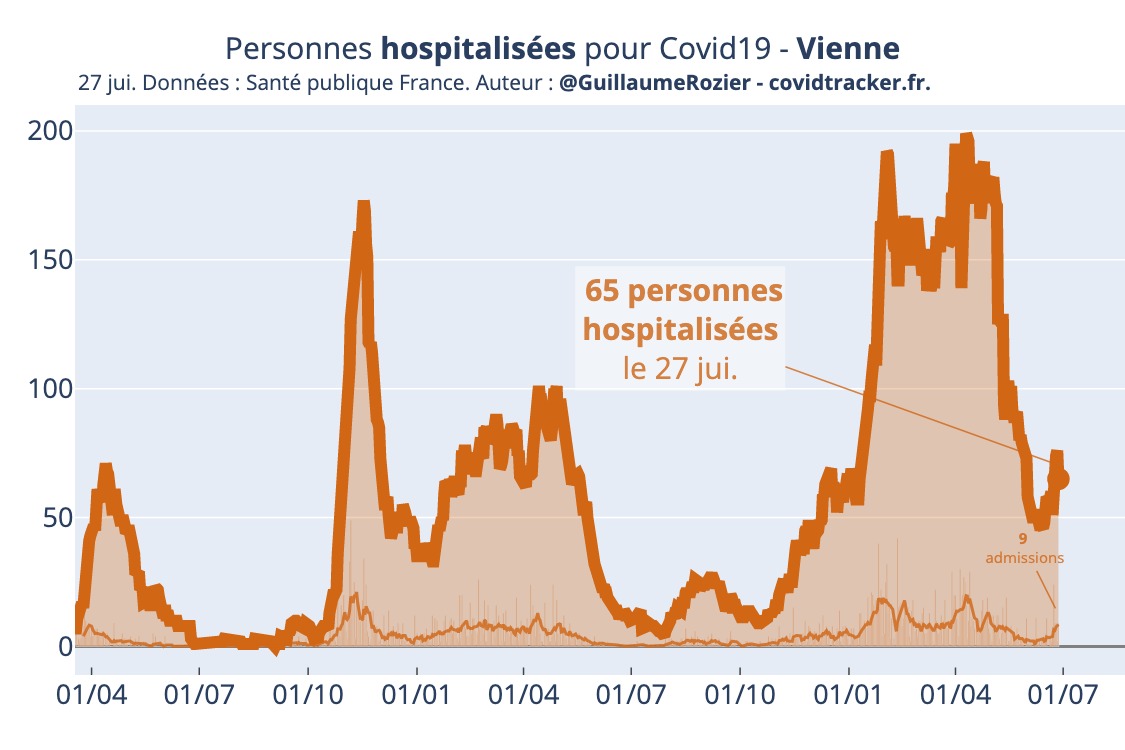 Personnes hospitalisées pour Covid19 - Vienne
27 jui. Données : Santé publique France. Auteur : @GuillaumeRozier - covidtracker.fr.
200
150
65 personnes
hospitalisées
le 27 jui.
100
50
9
admissions
0
01/04 01/07 01/10 01/01 01/04 01/07 01/10 01/01 01/04 01/07